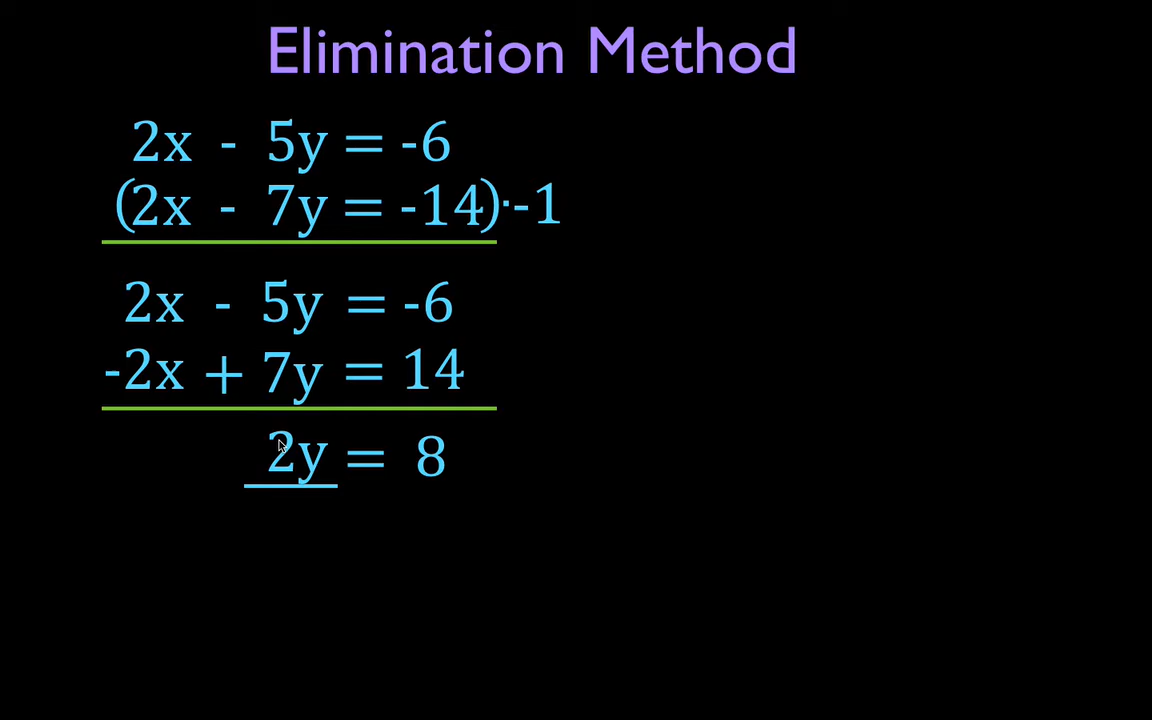 Elimination Method
2x - 5y = -6
(2x - 7y = -14)·-1
2x - 5y = -6
-2x + 7y = 14
2y = 8